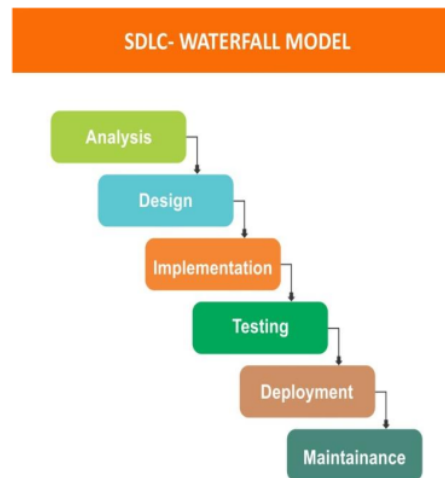 SDLC- WATERFALL MODEL
Analysis
Design
Implementation
Testing
Deployment
Maintainance